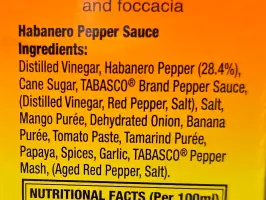 and foccacia
Habanero Pepper Sauce
Ingredients:
Distilled Vinegar, Habanero Pepper (28.4%),
Cane Sugar, TABASCO® Brand Pepper Sauce,
(Distilled Vinegar, Red Pepper, Salt), Salt,
Mango Purée, Dehydrated Onion, Banana
Purée, Tomato Paste, Tamarind Purée,
Papaya, Spices, Garlic, TABASCO® Pepper
Mash, (Aged Red Pepper, Salt).
NUTRITIONAL FACTS (Per 100ml)